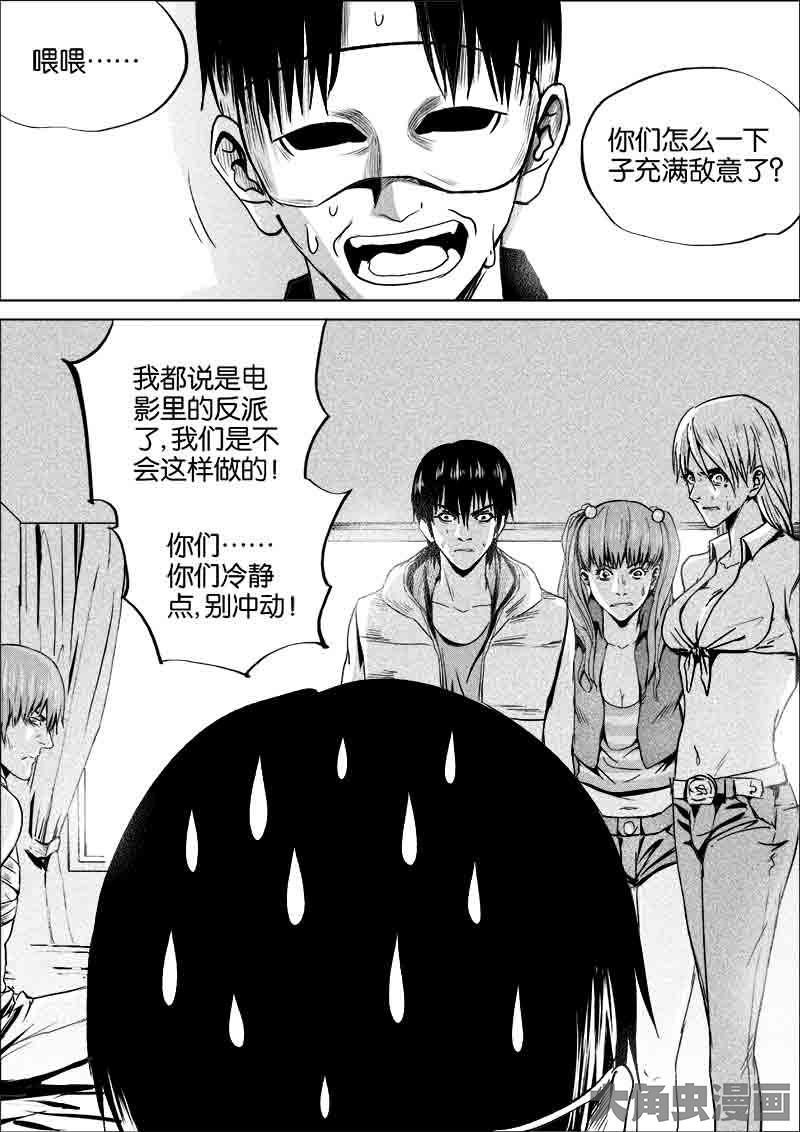 喂喂……
你们怎么一下
子充满敌意了?
我都说是电
影里的反派
了,我们是不
会这样做的!
你们……
你们冷静
点,别冲动!
大角虫漫画